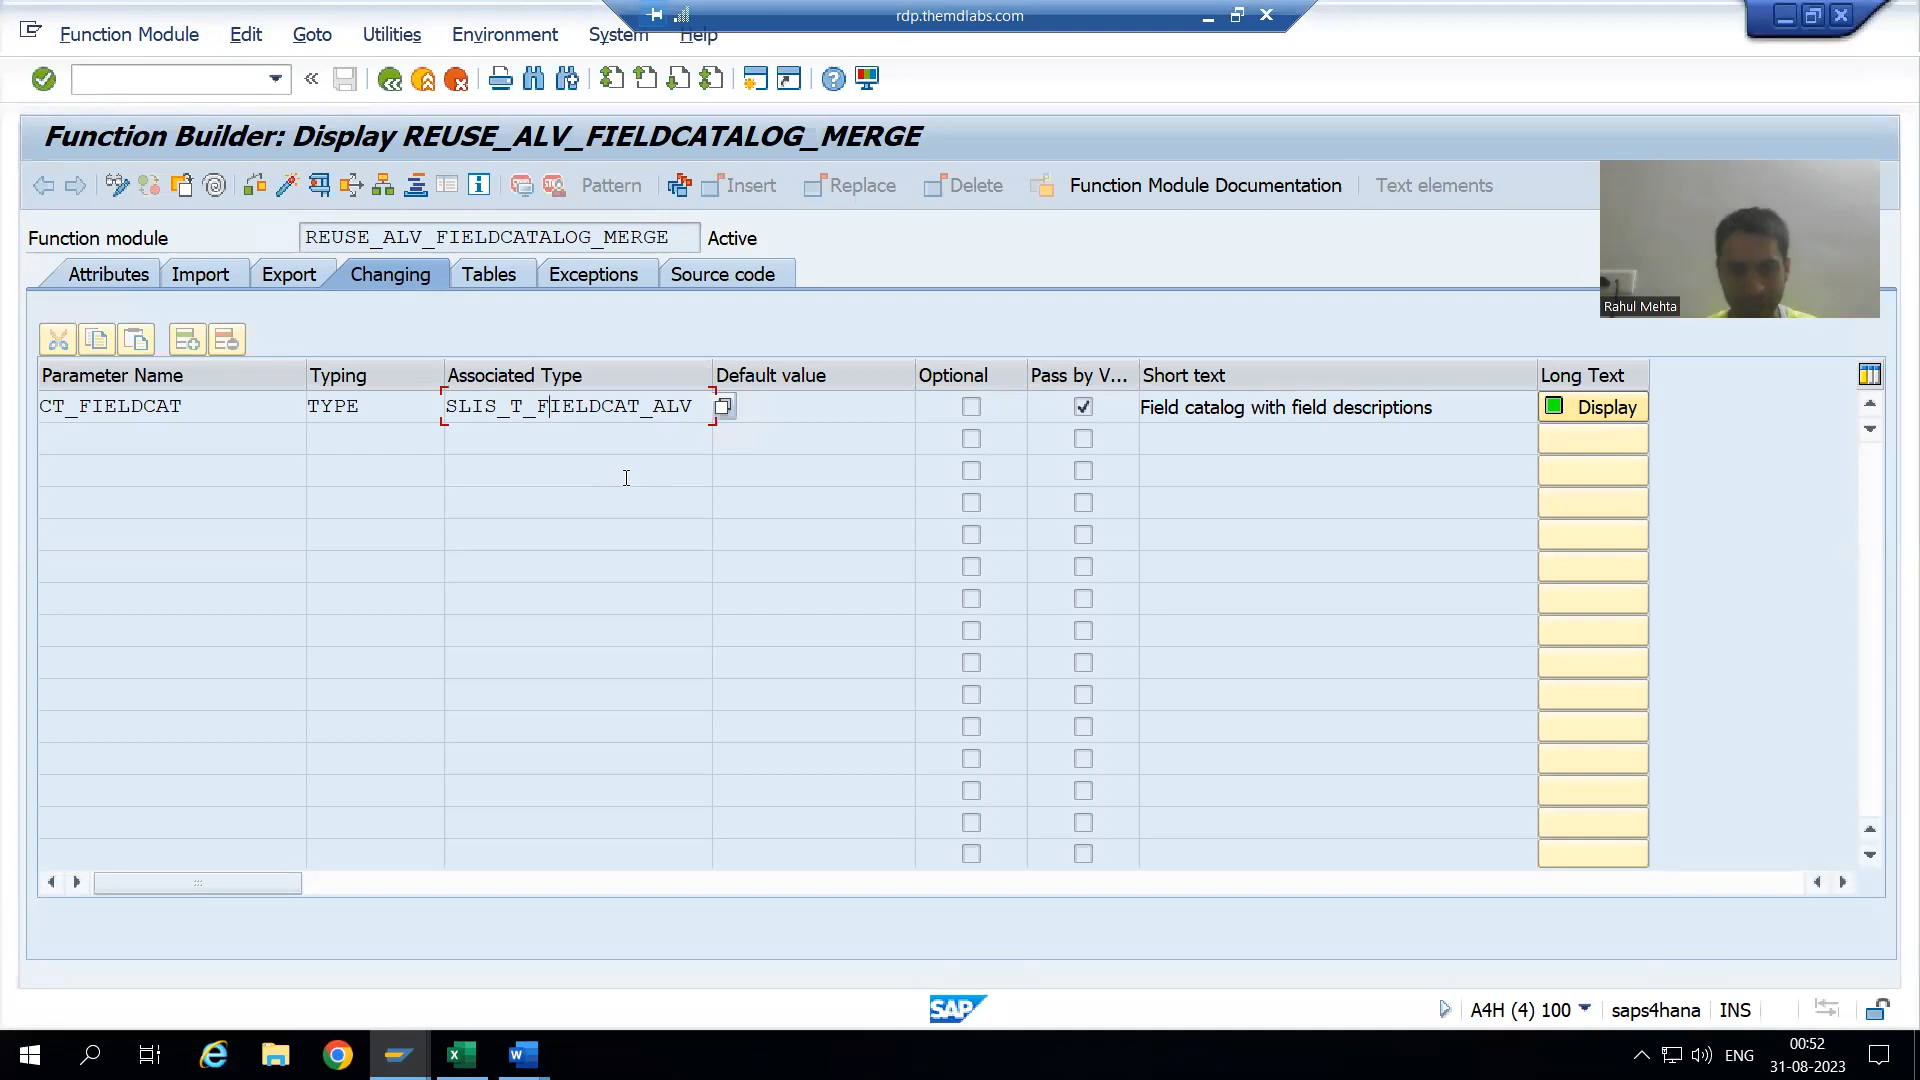 rdp.themdlabs.com
Function Module Edit Goto Utilities Environment System Help
Function Builder: Display REUSE_ALV_FIELDCATALOG_MERGE
Pattern Insert Replace Delete Function Module Documentation Text elements
Function module REUSE_ALV_FIELDCATALOG_MERGE Active
Attributes Import Export Changing Tables Exceptions Source code
Rahul Mehta
Parameter Name Typing Associated Type Default value Optional Pass by V... Short text Long Text
CT_FIELDCAT TYPE SLIS_T_FIELDCAT_ALV Field catalog with field descriptions Display
SAP A4H (4) 100 saps4hana INS
ENG 00:52
31-08-2023